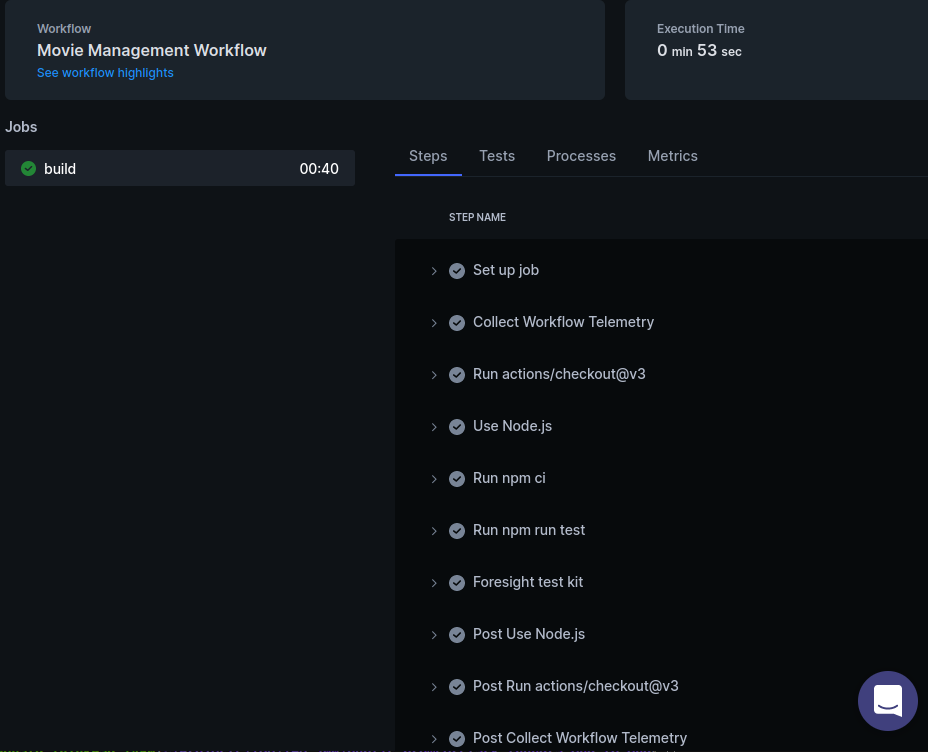 Workflow
Movie Management Workflow
See workflow highlights
Execution Time
0 min 53 sec
Jobs
build 00:40
Steps Tests Processes Metrics
STEP NAME
Set up job
Collect Workflow Telemetry
Run actions/checkout@v3
Use Node.js
Run npm ci
Run npm run test
Foresight test kit
Post Use Node.js
Post Run actions/checkout@v3
Post Collect Workflow Telemetry